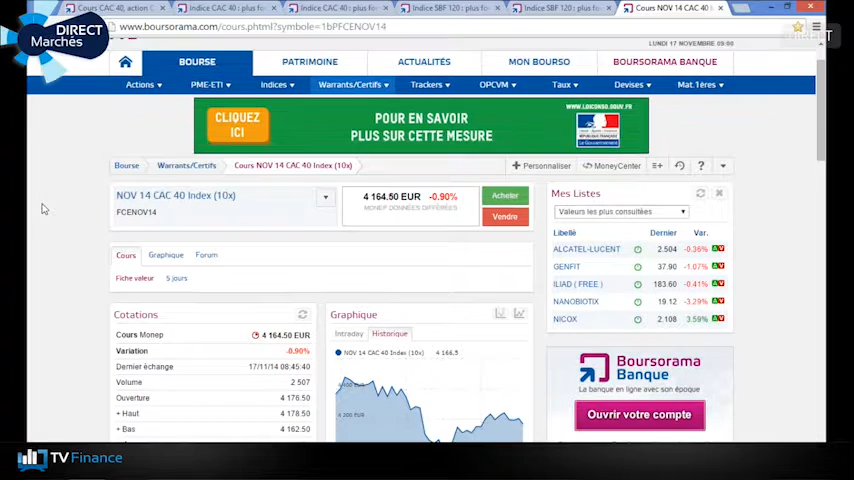 Cours CAC 40, action C
Indice CAC 40 : plus fo
Indice CAC 40 : plus fo
Indice SBF 120 : plus fo
Indice SBF 120 : plus fo
Cours NOV 14 CAC 40 I
www.boursorama.com/cours.phtml?symbole=1bPFCENOV14
DIRECT
Marchés
DIRECT
LUNDI 17 NOVEMBRE
BOURSE
PATRIMOINE
ACTUALITÉS
MON BOURSO
BOURSORAMA BANQUE
Actions
PME-ETI
Indices
Warrants/Certifs
Trackers
OPCVM
Taux
Devises
Mat.1ères
CLIQUEZ
ICI
POUR EN SAVOIR
PLUS SUR CETTE MESURE
WWW.LOICONSO.GOUV.FR
RÉPUBLIQUE FRANÇAISE
Le Gouvernement
Bourse
Warrants/Certifs
Cours NOV 14 CAC 40 Index (10x)
Personnaliser
MoneyCenter
NOV 14 CAC 40 Index (10x)
FCENOV14
4 164.50 EUR -0.90%
MONEP DONNÉES DIFFÉRÉES
Acheter
Vendre
Mes Listes
Valeurs les plus consultées
Libellé Dernier Var.
ALCATEL-LUCENT 2.504 -0.36% A V
GENFIT 37.90 -1.07% A V
ILIAD ( FREE ) 183.60 -0.41% A V
NANOBIOTIX 19.12 -3.29% A V
NICOX 2.108 3.59% A V
Cours
Graphique
Forum
Fiche valeur
5 jours
Cotations
Cours Monep 4 164.50 EUR
Variation -0.90%
Dernier échange 17/11/14 08:45:40
Volume 2 507
Ouverture 4 176.50
+ Haut 4 178.50
+ Bas 4 162.50
Graphique
Intraday
Historique
NOV 14 CAC 40 Index (10x) 4 166,5
4 200 EUR
Boursorama
Banque
La banque en ligne avec son époque
Ouvrir votre compte
TV Finance